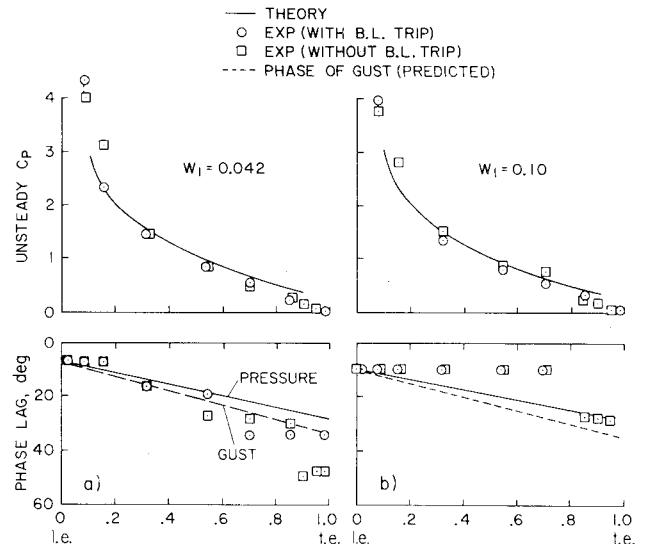 THEORY
EXP (WITH B.L. TRIP)
EXP (WITHOUT B.L. TRIP)
PHASE OF GUST (PREDICTED)
UNSTEADY Cp
4
3
2
1
0
W₁ = 0.042
W₁ = 0.10
PHASE LAG, deg
0
20
40
60
PRESSURE
GUST
a)
b)
0 .2 .4 .6 .8 1.0
l.e. t.e.
0 .2 .4 .6 .8 1.0
l.e. t.e.